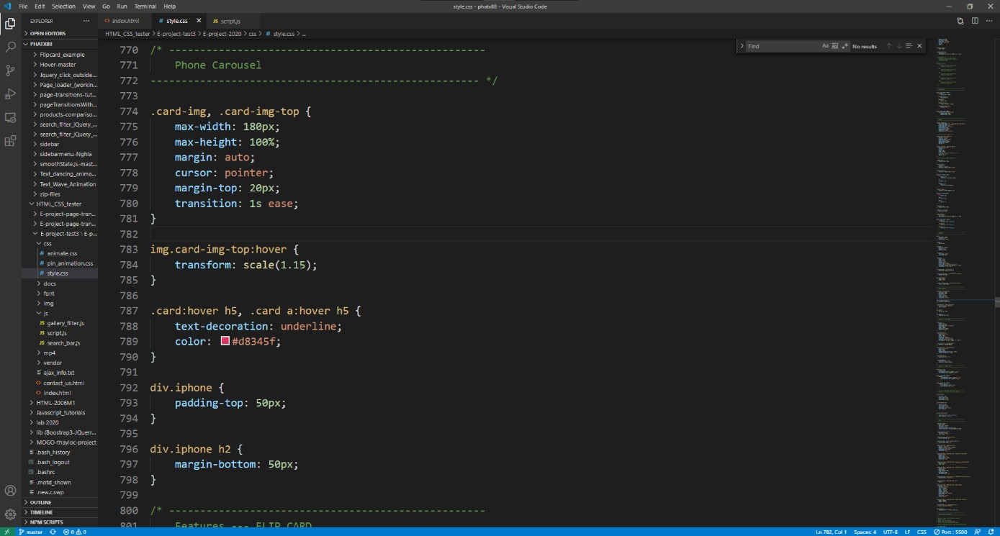 File Edit Selection View Go Run Terminal Help
style.css - phatx88 - Visual Studio Code
EXPLORER ...
index.html
style.css
script.js
OPEN EDITORS
HTML_CSS_tester > E-project-test3 > E-project-2020 > css > # style.css > ...
PHATX88
Flipcard_example
Hover-master
Jquery_click_outside...
Page_loader_(workin...
page-transitions-tut...
pageTransitionsWith...
products-compariso...
search_filter_jQuery_...
search_filter_jQuery_...
sidebar
sidebarmenu-Nghia
smoothState.js-mast...
Text_dancing_anima...
Text_Wave_Animation
zip-files
HTML_CSS_tester
E-project-page-tran...
E-project-page-tran...
E-project-test3 \ E-p...
css
# animate.css
# pin_animation.css
# style.css
docs
font
img
js
JS gallery_filter.js
JS script.js
JS search_bar.js
mp4
vendor
ajax_info.txt
contact_us.html
index.html
HTML-2006M1
Javascript_tutorials
lab 2020
lib (Boostrap3-JQuerr...
MOGO-thayloc-project
.bash_history
.bash_logout
.bashrc
.motd_shown
.new.c.swp
OUTLINE
TIMELINE
NPM SCRIPTS
Find
Aa
No results
770 /* ---------------------------------------------------
771 Phone Carousel
772 ----------------------------------------------------- */
773
774 .card-img, .card-img-top {
775 max-width: 180px;
776 max-height: 100%;
777 margin: auto;
778 cursor: pointer;
779 margin-top: 20px;
780 transition: 1s ease;
781 }
782
783 img.card-img-top:hover {
784 transform: scale(1.15);
785 }
786
787 .card:hover h5, .card a:hover h5 {
788 text-decoration: underline;
789 color: #d8345f;
790 }
791
792 div.iphone {
793 padding-top: 50px;
794 }
795
796 div.iphone h2 {
797 margin-bottom: 50px;
798 }
799
800 /* ---------------------------------------------------
801 Features --- FLIP CARD
master 0 0
Ln 782, Col 1 Spaces: 4 UTF-8 LF CSS Port : 5500